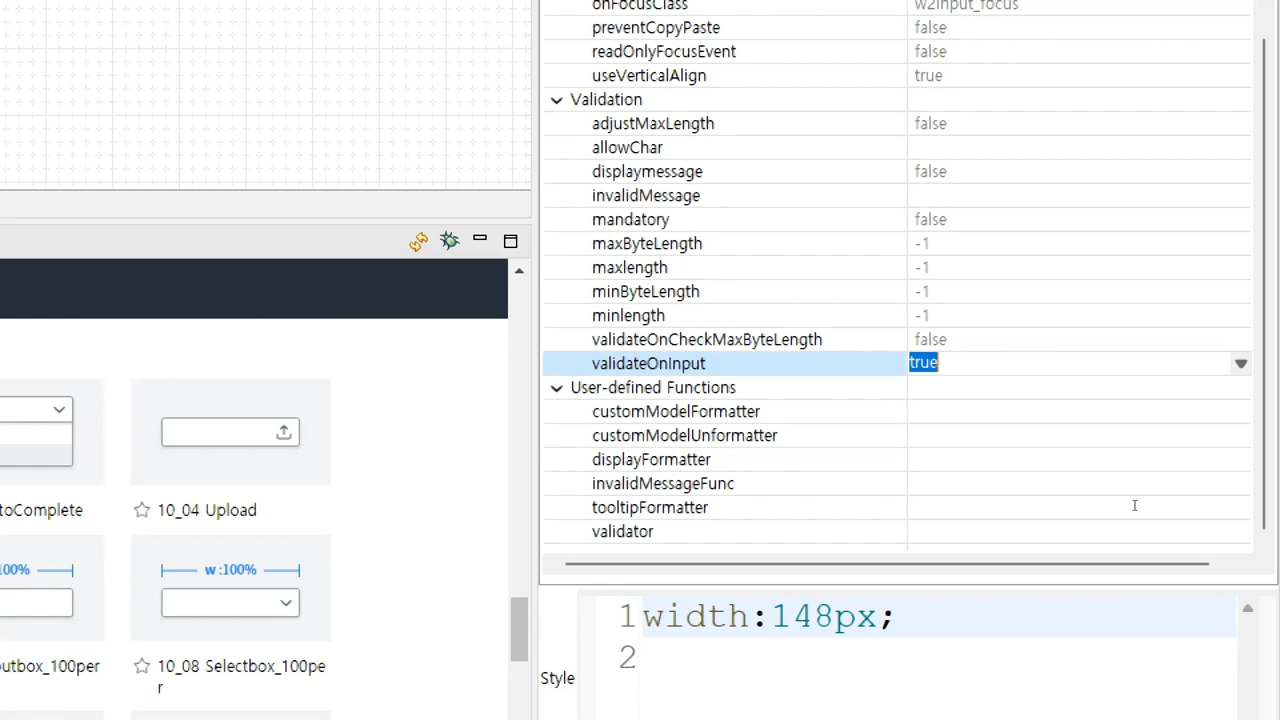 onFocusClass w2input_focus
preventCopyPaste false
readOnlyFocusEvent false
useVerticalAlign true
Validation
adjustMaxLength false
allowChar
displaymessage false
invalidMessage
mandatory false
maxByteLength -1
maxlength -1
minByteLength -1
minlength -1
validateOnCheckMaxByteLength false
validateOnInput true
User-defined Functions
customModelFormatter
customModelUnformatter
displayFormatter
invalidMessageFunc
tooltipFormatter
validator
toComplete
10_04 Upload
100%
w :100%
utbox_100per
10_08 Selectbox_100pe
r
Style
1 width:148px;
2